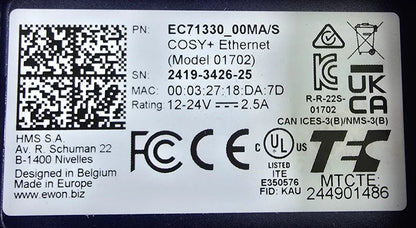 PN: EC71330_00MA/S
COSY+ Ethernet
(Model 01702)
SN: 2419-3426-25
MAC: 00:03:27:18:DA:7D
Rating: 12-24V ⎓ 2.5A
HMS S.A.
Av. R. Schuman 22
B-1400 Nivelles
Designed in Belgium
Made in Europe
www.ewon.biz
FC CE
c UL US
LISTED
ITE
E350576
FID: KAU
UK
CA
R-R-22S-
01702
CAN ICES-3(B)/NMS-3(B)
TEC
MTCTE
244901486